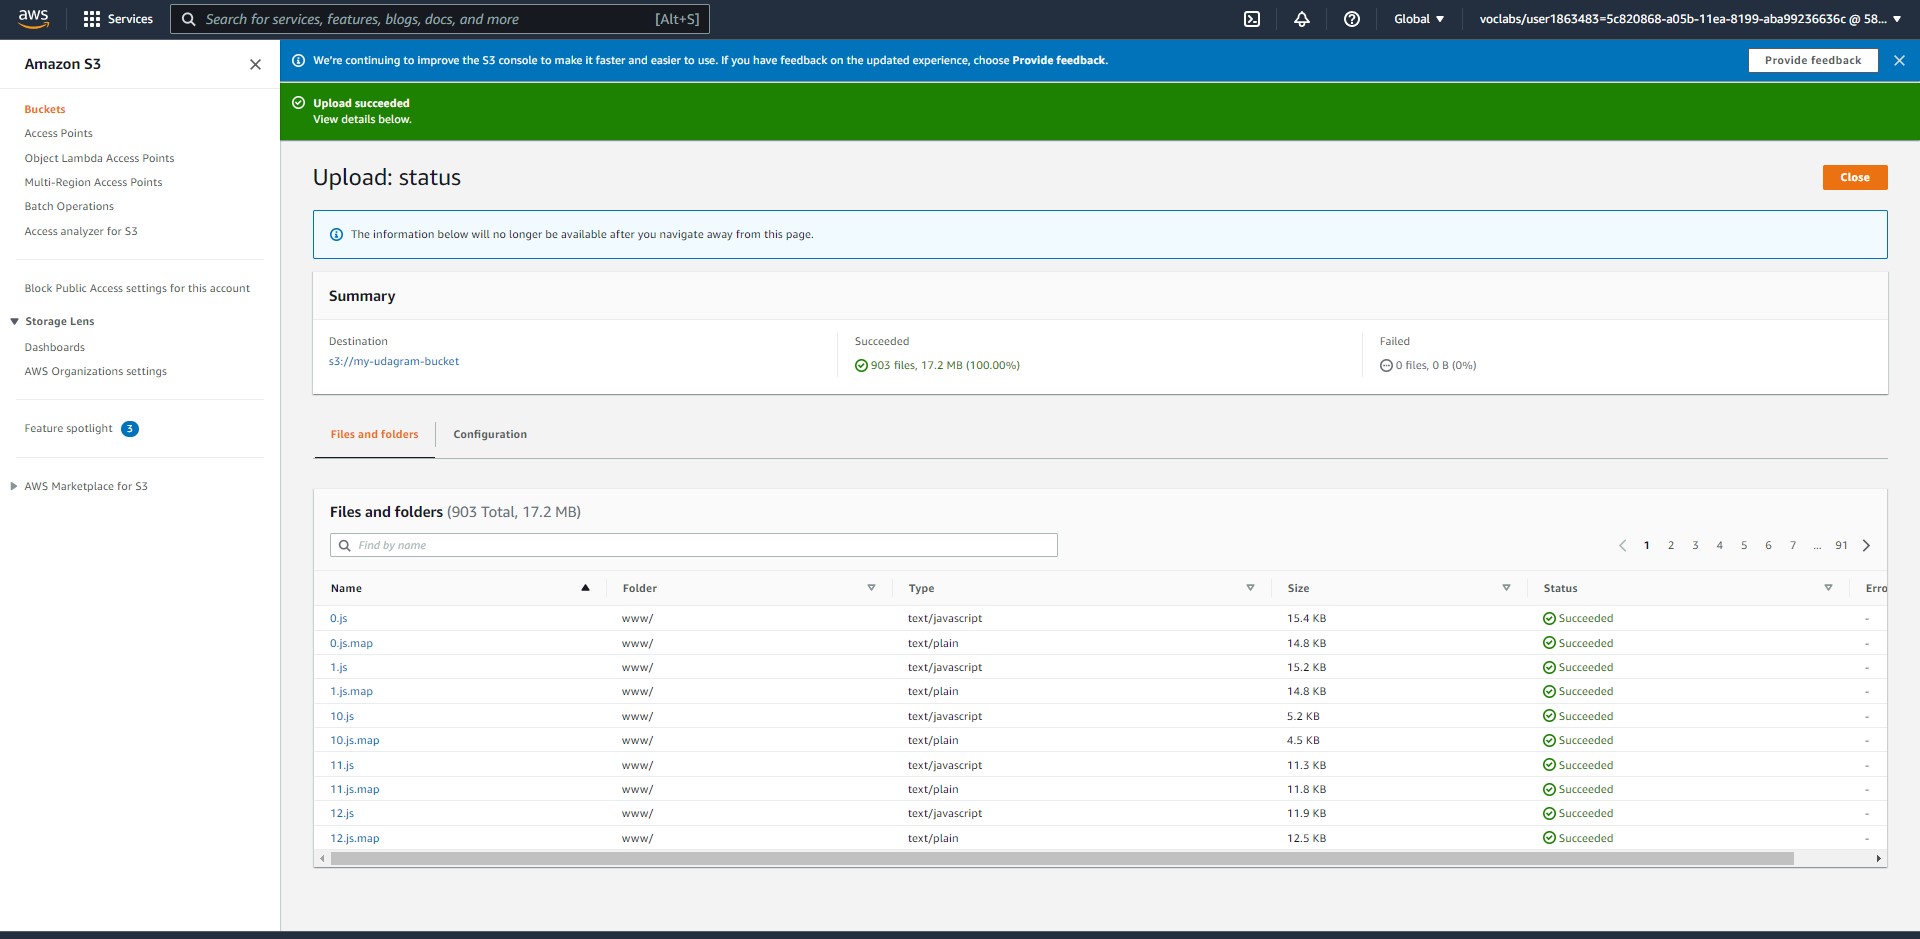 aws
Services
Search for services, features, blogs, docs, and more [Alt+S]
Global
voclabs/user1863483=5c820868-a05b-11ea-8199-aba99236636c @ 58...
Amazon S3
Buckets
Access Points
Object Lambda Access Points
Multi-Region Access Points
Batch Operations
Access analyzer for S3
Block Public Access settings for this account
Storage Lens
Dashboards
AWS Organizations settings
Feature spotlight 3
AWS Marketplace for S3
We're continuing to improve the S3 console to make it faster and easier to use. If you have feedback on the updated experience, choose Provide feedback.
Provide feedback
Upload succeeded
View details below.
Upload: status
Close
The information below will no longer be available after you navigate away from this page.
Summary
Destination
s3://my-udagram-bucket
Succeeded
903 files, 17.2 MB (100.00%)
Failed
0 files, 0 B (0%)
Files and folders
Configuration
Files and folders (903 Total, 17.2 MB)
Find by name
1 2 3 4 5 6 7 ... 91
Name Folder Type Size Status Erro
0.js www/ text/javascript 15.4 KB Succeeded -
0.js.map www/ text/plain 14.8 KB Succeeded -
1.js www/ text/javascript 15.2 KB Succeeded -
1.js.map www/ text/plain 14.8 KB Succeeded -
10.js www/ text/javascript 5.2 KB Succeeded -
10.js.map www/ text/plain 4.5 KB Succeeded -
11.js www/ text/javascript 11.3 KB Succeeded -
11.js.map www/ text/plain 11.8 KB Succeeded -
12.js www/ text/javascript 11.9 KB Succeeded -
12.js.map www/ text/plain 12.5 KB Succeeded -